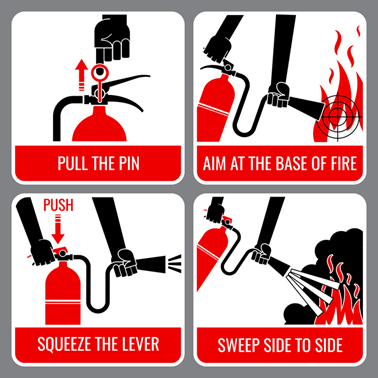 PULL THE PIN
AIM AT THE BASE OF FIRE
PUSH
SQUEEZE THE LEVER
SWEEP SIDE TO SIDE